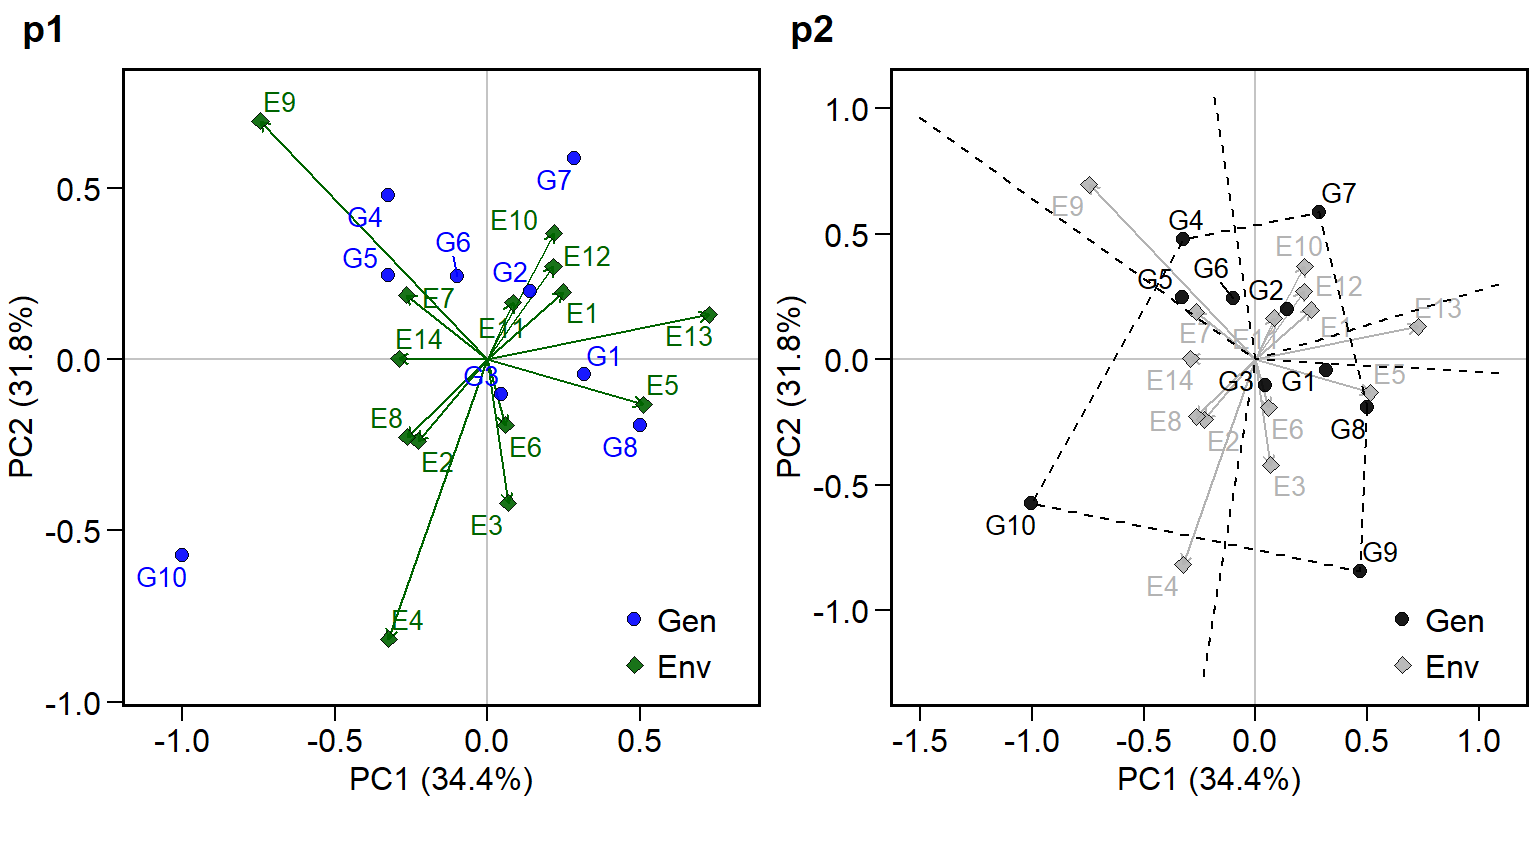 p1
p2
E9
G7
G4
E10
G6
G5
E12
G2
E7
E1
E11
E14
E13
G1
G3
E5
E8
E6
G8
E2
E3
G10
E4
Gen
Env
0.5
0.0
-0.5
-1.0
PC2 (31.8%)
-1.0
-0.5
0.0
0.5
PC1 (34.4%)
G7
E9
G4
E10
G6
G5
G2
E12
E13
E7
E11
E1
E14
G3
G1
E5
E8
E2
E6
G8
E3
G10
G9
E4
Gen
Env
1.0
0.5
0.0
-0.5
-1.0
PC2 (31.8%)
-1.5
-1.0
-0.5
0.0
0.5
1.0
PC1 (34.4%)